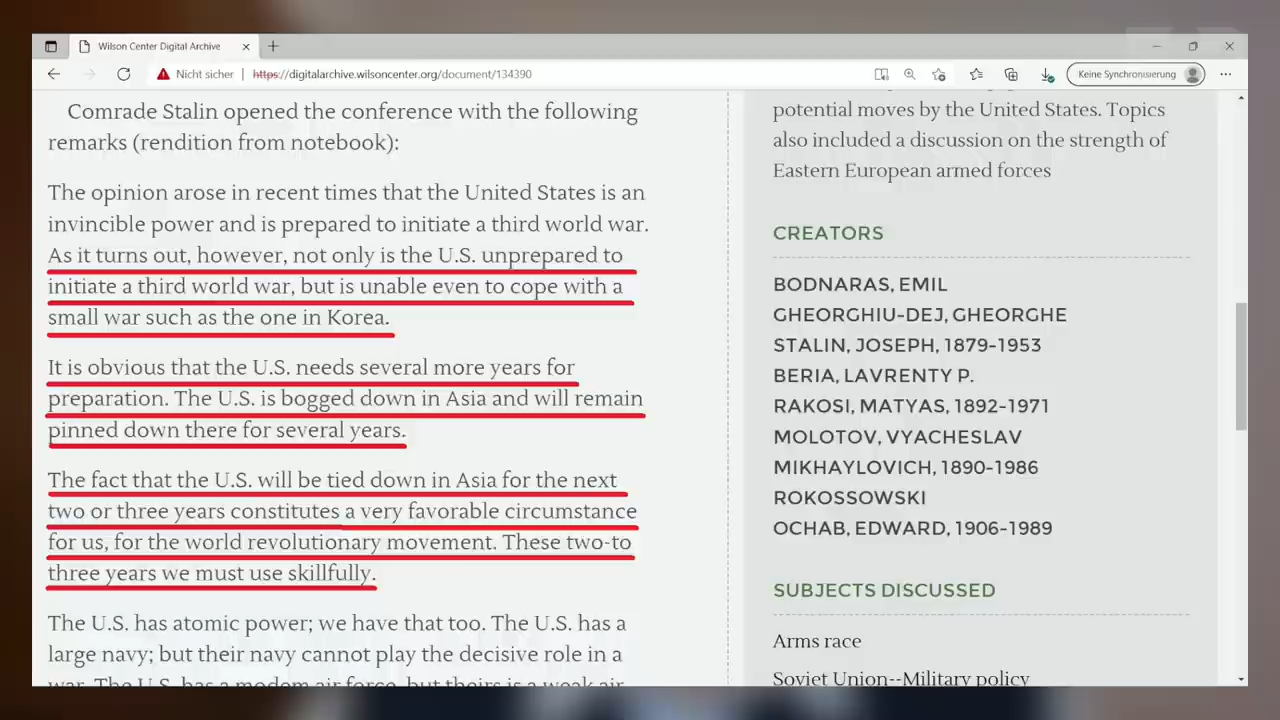 Wilson Center Digital Archive
Nicht sicher
https://digitalarchive.wilsoncenter.org/document/134390
Keine Synchronisierung
Comrade Stalin opened the conference with the following
remarks (rendition from notebook):
The opinion arose in recent times that the United States is an
invincible power and is prepared to initiate a third world war.
As it turns out, however, not only is the U.S. unprepared to
initiate a third world war, but is unable even to cope with a
small war such as the one in Korea.
It is obvious that the U.S. needs several more years for
preparation. The U.S. is bogged down in Asia and will remain
pinned down there for several years.
The fact that the U.S. will be tied down in Asia for the next
two or three years constitutes a very favorable circumstance
for us, for the world revolutionary movement. These two-to
three years we must use skillfully.
The U.S. has atomic power; we have that too. The U.S. has a
large navy; but their navy cannot play the decisive role in a
war. The U.S. has a modern air force, but theirs is a weak air
potential moves by the United States. Topics
also included a discussion on the strength of
Eastern European armed forces
CREATORS
BODNARAS, EMIL
GHEORGHIU-DEJ, GHEORGHE
STALIN, JOSEPH, 1879-1953
BERIA, LAVRENTY P.
RAKOSI, MATYAS, 1892-1971
MOLOTOV, VYACHESLAV
MIKHAYLOVICH, 1890-1986
ROKOSSOWSKI
OCHAB, EDWARD, 1906-1989
SUBJECTS DISCUSSED
Arms race
Soviet Union--Military policy